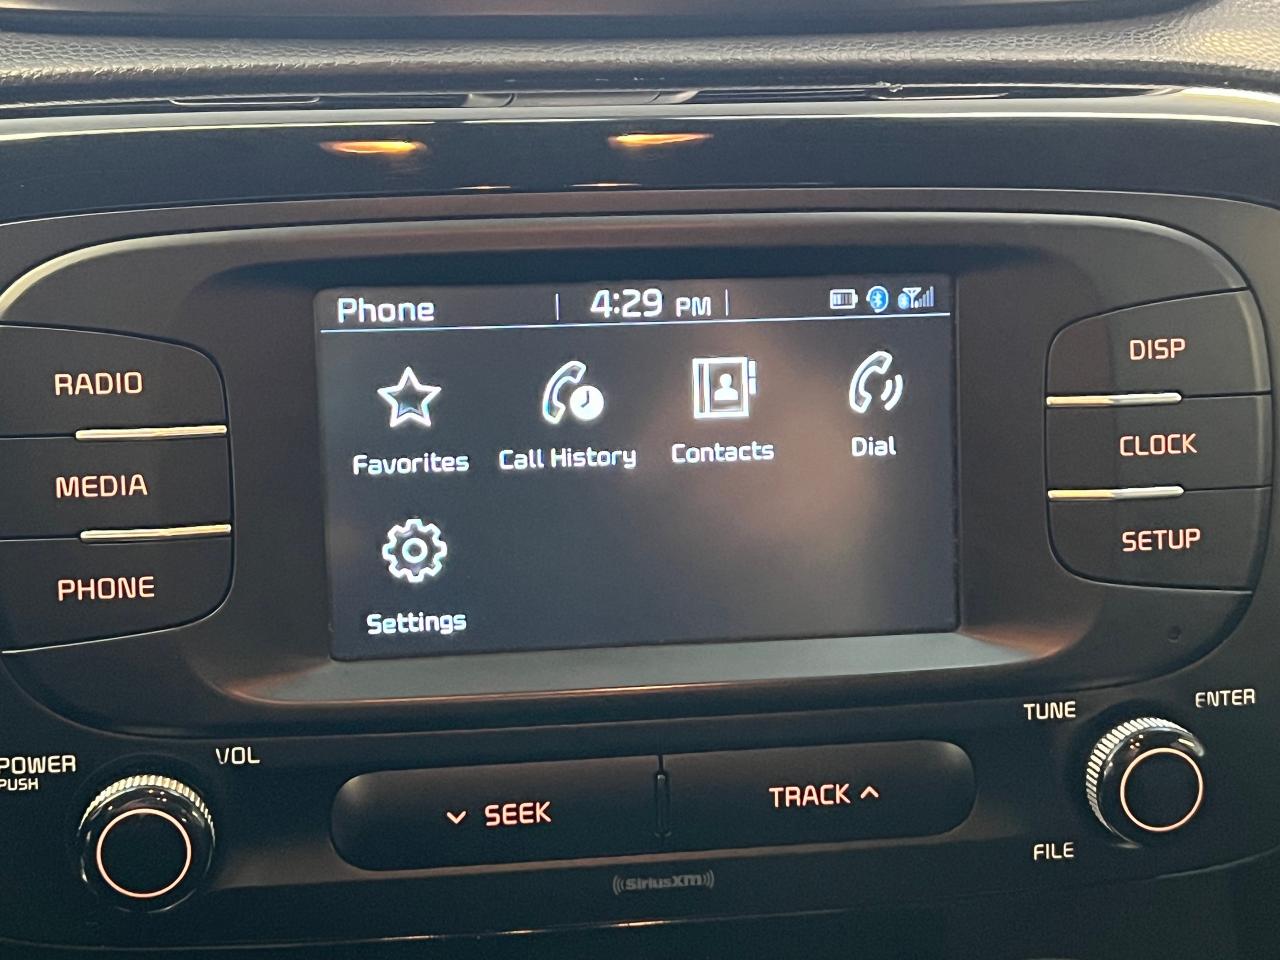 Phone 4:29 PM
Favorites Call History Contacts Dial
Settings
RADIO
MEDIA
PHONE
DISP
CLOCK
SETUP
POWER
PUSH
VOL
SEEK
TRACK
TUNE
ENTER
FILE
SiriusXM